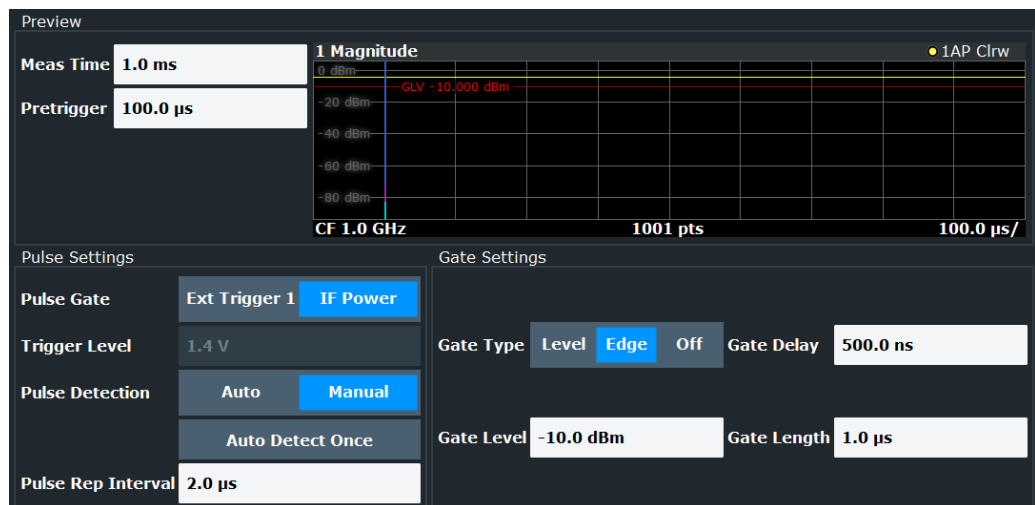 Preview
Meas Time 1.0 ms
Pretrigger 100.0 µs
1 Magnitude 1AP Clrw
0 dBm
GLV -10.000 dBm
-20 dBm
-40 dBm
-60 dBm
-80 dBm
CF 1.0 GHz 1001 pts 100.0 µs/
Pulse Settings
Pulse Gate Ext Trigger 1 IF Power
Trigger Level 1.4 V
Pulse Detection Auto Manual
Auto Detect Once
Pulse Rep Interval 2.0 µs
Gate Settings
Gate Type Level Edge Off Gate Delay 500.0 ns
Gate Level -10.0 dBm Gate Length 1.0 µs